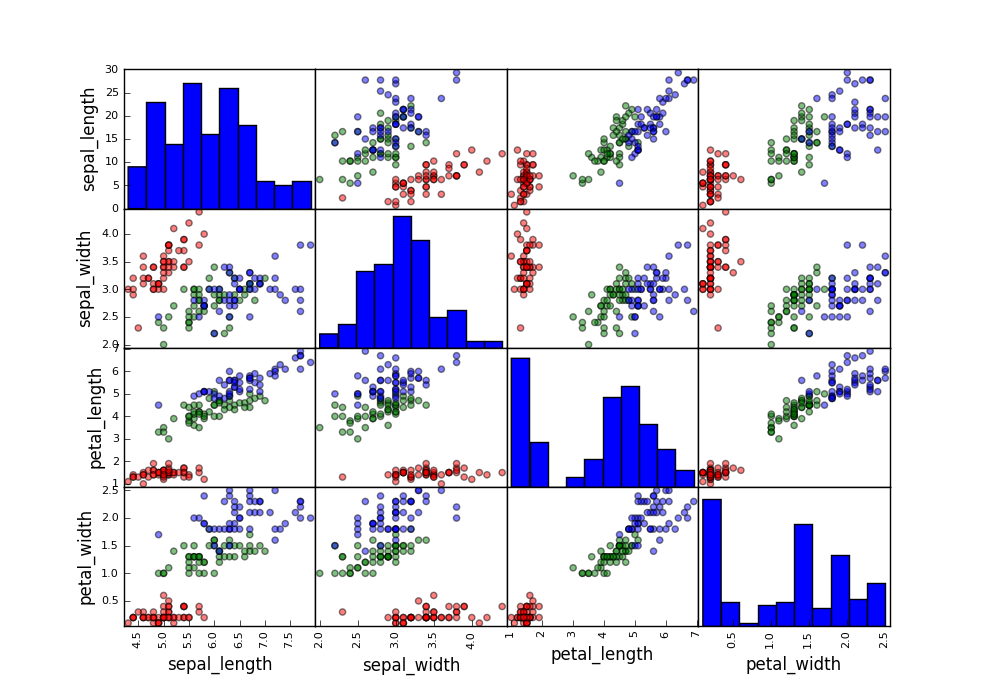 30
25
20
15
10
5
0
sepal_length
4.0
3.5
3.0
2.5
2.0
sepal_width
7
6
5
4
3
2
1
petal_length
2.5
2.0
1.5
1.0
0.5
petal_width
4.5 5.0 5.5 6.0 6.5 7.0 7.5
2.0 2.5 3.0 3.5 4.0
1 2 3 4 5 6 7
0.5 1.0 1.5 2.0 2.5
sepal_length sepal_width petal_length petal_width